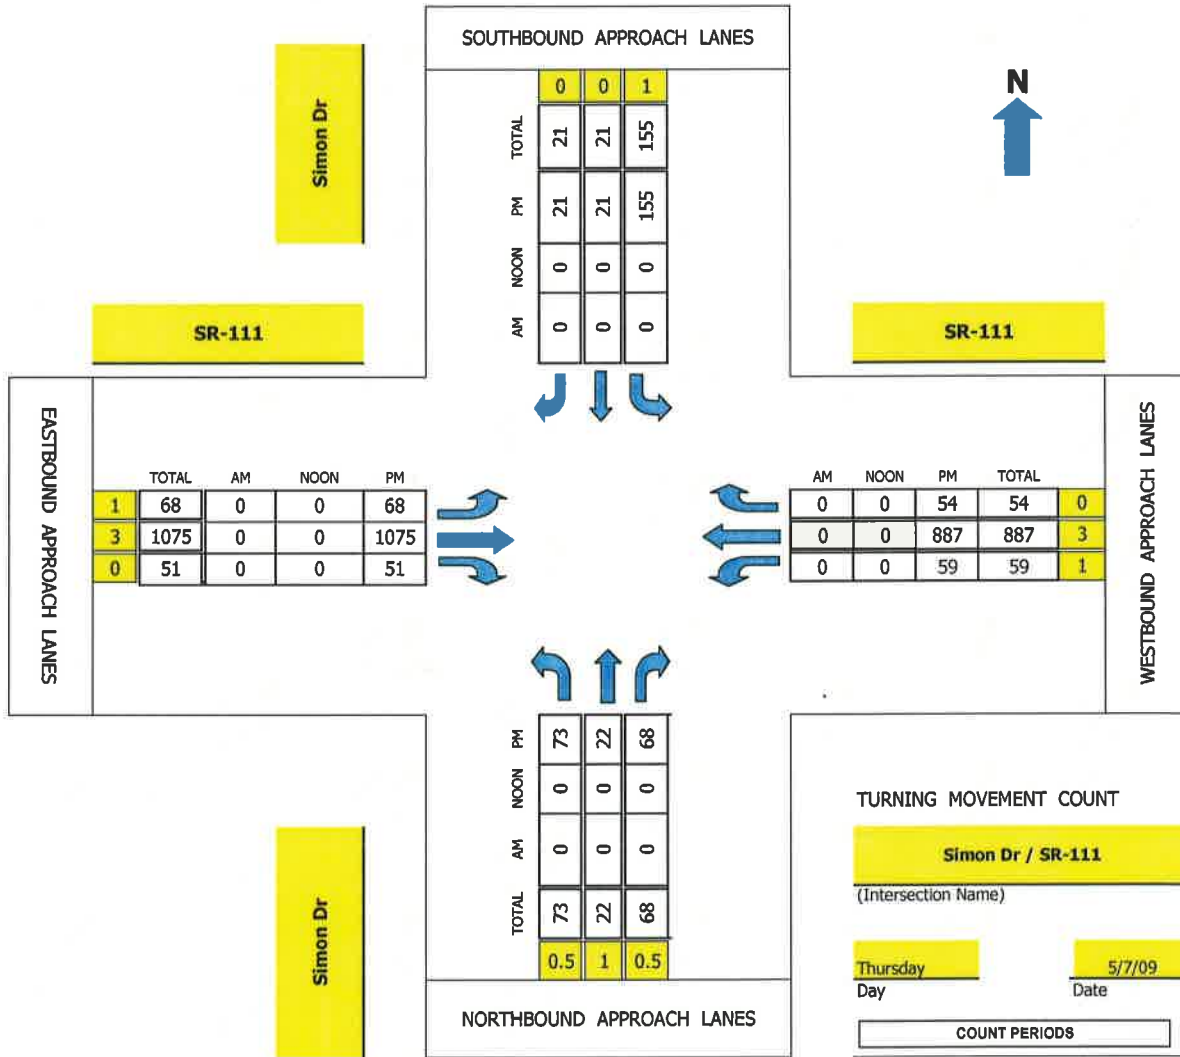 SOUTHBOUND APPROACH LANES
N
Simon Dr
0 0 1
TOTAL 21 21 155
PM 21 21 155
NOON 0 0 0
AM 0 0 0
SR-111
SR-111
EASTBOUND APPROACH LANES
TOTAL AM NOON PM
1 68 0 0 68
3 1075 0 0 1075
0 51 0 0 51
AM NOON PM TOTAL
0 0 54 54 0
0 0 887 887 3
0 0 59 59 1
WESTBOUND APPROACH LANES
PM 73 22 68
NOON 0 0 0
AM 0 0 0
TOTAL 73 22 68
0.5 1 0.5
NORTHBOUND APPROACH LANES
Simon Dr
TURNING MOVEMENT COUNT
Simon Dr / SR-111
(Intersection Name)
Thursday 5/7/09
Day Date
COUNT PERIODS